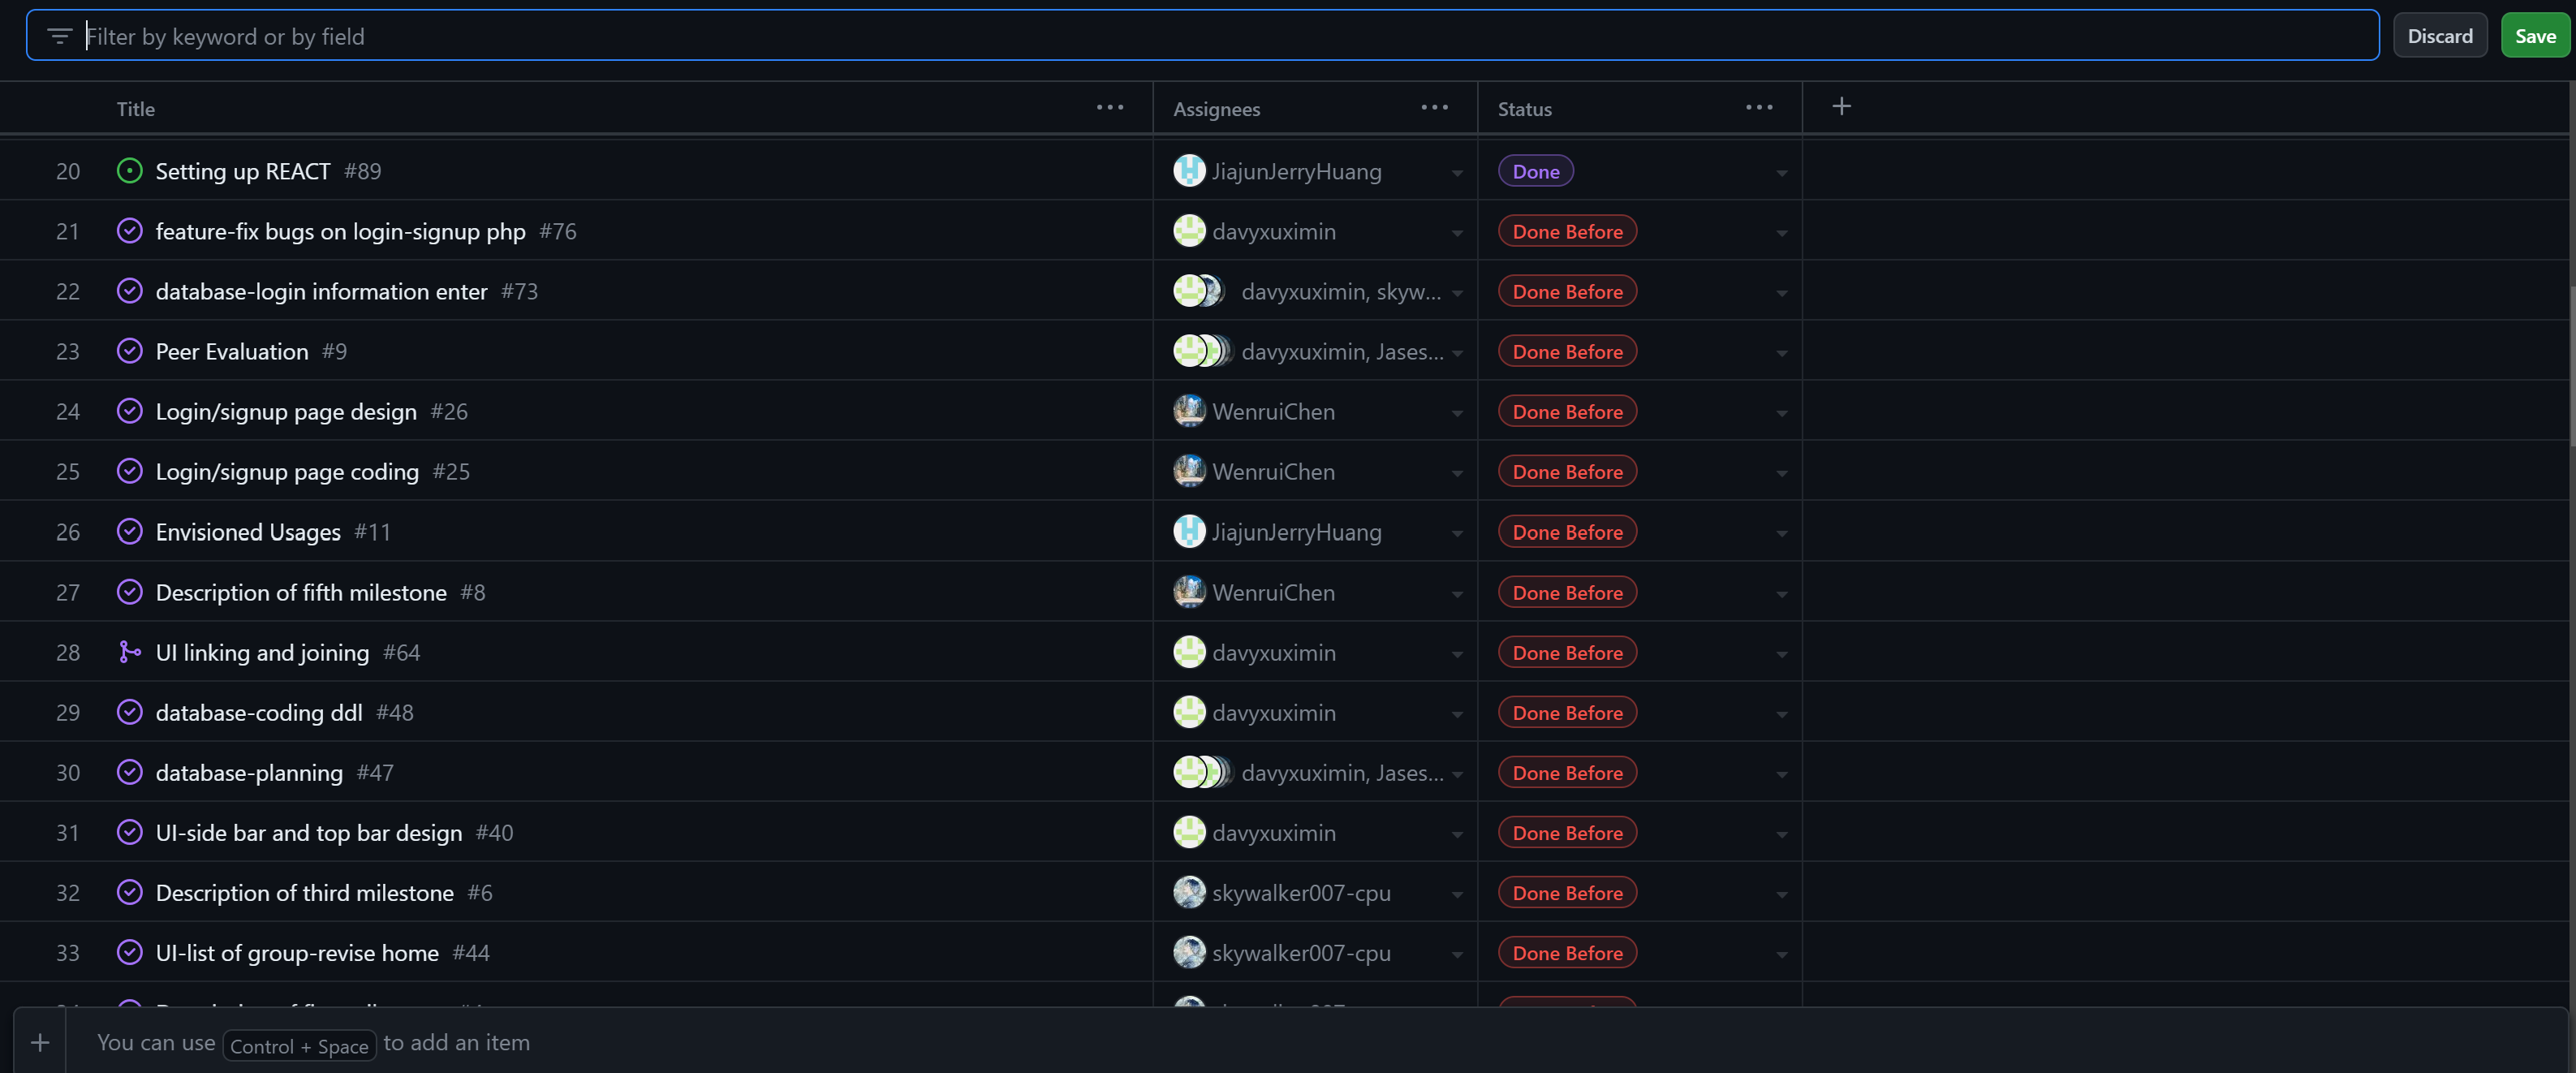 Filter by keyword or by field
Discard Save
Title Assignees Status
20 Setting up REACT #89 JiajunJerryHuang Done
21 feature-fix bugs on login-signup php #76 davyxuximin Done Before
22 database-login information enter #73 davyxuximin, skyw... Done Before
23 Peer Evaluation #9 davyxuximin, Jases... Done Before
24 Login/signup page design #26 WenruiChen Done Before
25 Login/signup page coding #25 WenruiChen Done Before
26 Envisioned Usages #11 JiajunJerryHuang Done Before
27 Description of fifth milestone #8 WenruiChen Done Before
28 UI linking and joining #64 davyxuximin Done Before
29 database-coding ddl #48 davyxuximin Done Before
30 database-planning #47 davyxuximin, Jases... Done Before
31 UI-side bar and top bar design #40 davyxuximin Done Before
32 Description of third milestone #6 skywalker007-cpu Done Before
33 UI-list of group-revise home #44 skywalker007-cpu Done Before
You can use Control + Space to add an item